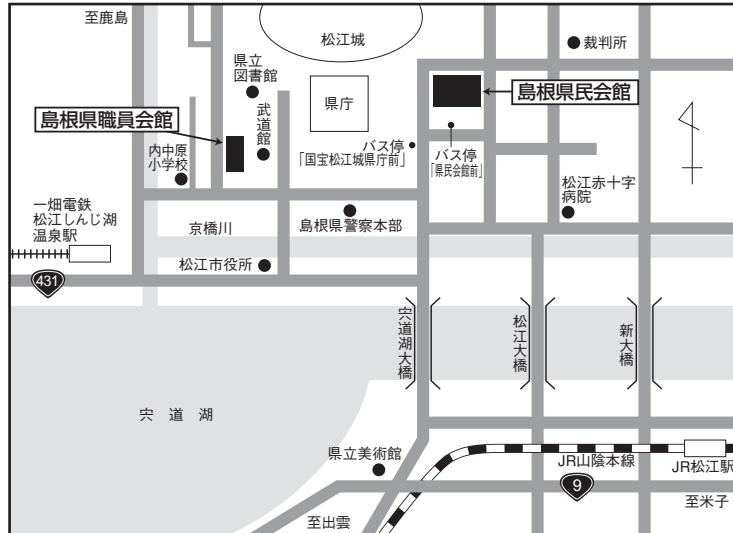 至鹿島
松江城
裁判所
県立
図書館
県庁
島根県民会館
島根県職員会館
武道館
バス停
「国宝松江城県庁前」
バス停
「県民会館前」
内中原
小学校
松江赤十字
病院
一畑電鉄
松江しんじ湖
温泉駅
京橋川
島根県警察本部
松江市役所
431
宍道湖大橋
松江大橋
新大橋
宍道湖
県立美術館
JR山陰本線
JR松江駅
9
至米子
至出雲